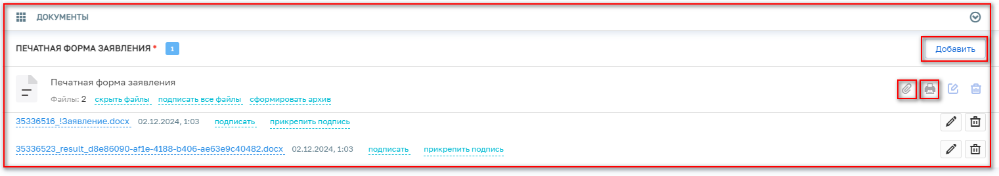 ДОКУМЕНТЫ
ПЕЧАТНАЯ ФОРМА ЗАЯВЛЕНИЯ * 1 Добавить
Печатная форма заявления
Файлы: 2 скрыть файлы подписать все файлы сформировать архив
35336516_!Заявление.docx 02.12.2024, 1:03 подписать прикрепить подпись
35336523_result_d8e86090-af1e-4188-b406-ae63e9c40482.docx 02.12.2024, 1:03 подписать прикрепить подпись